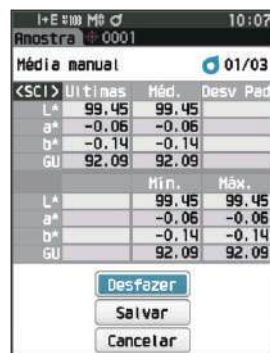 I+E M0 10:07
Amostra 0001
Média manual 01/03
<SCI> Ultimas Méd. Desv Pad
L* 99.45 99.45
a* -0.06 -0.06
b* -0.14 -0.14
GU 92.09 92.09
Mín. Máx.
L* 99.45 99.45
a* -0.06 -0.06
b* -0.14 -0.14
GU 92.09 92.09
Desfazer
Salvar
Cancelar